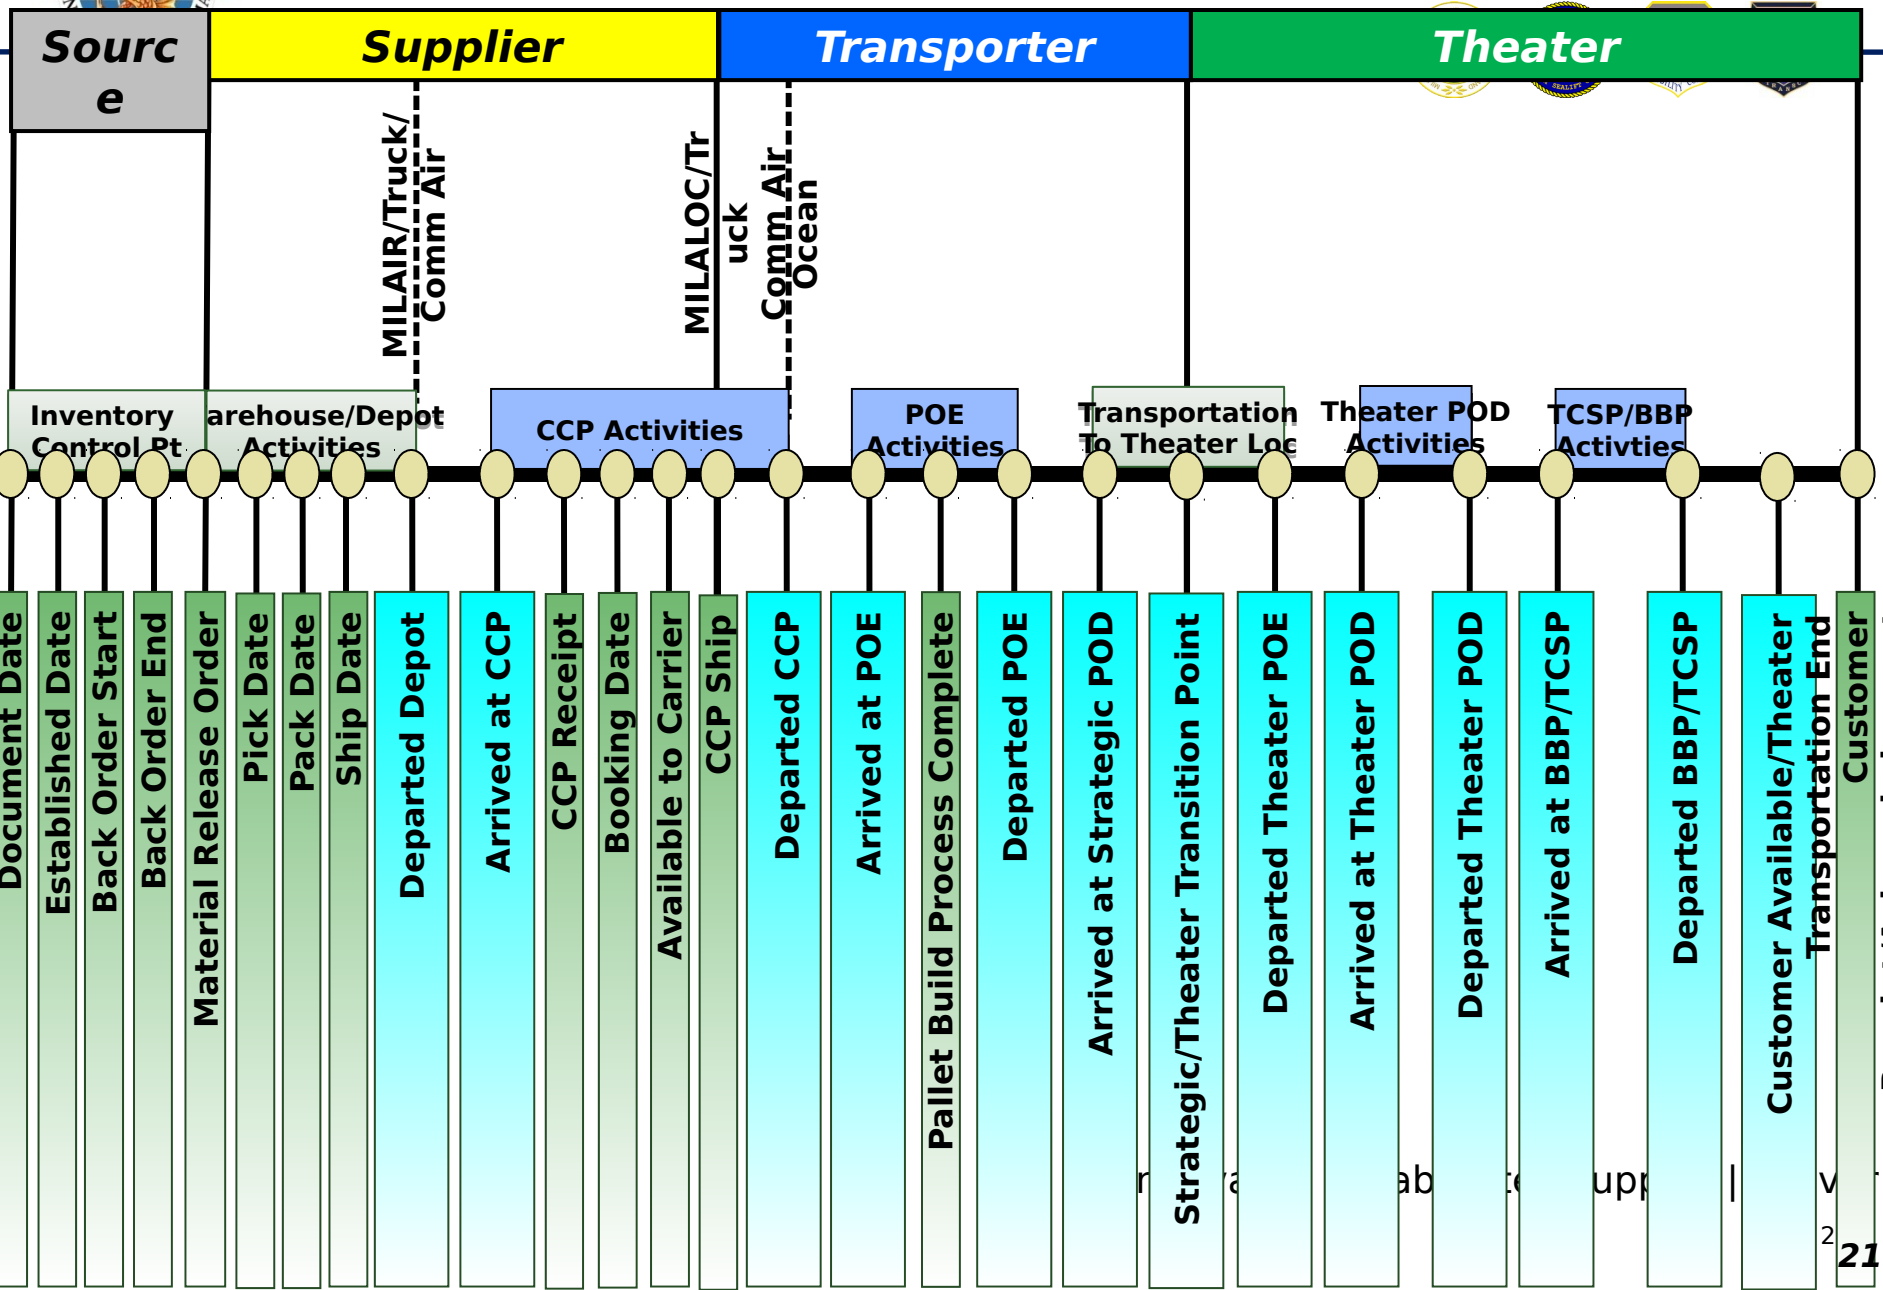 Sourc
e
Supplier
Transporter
Theater
MILAIR/Truck/
Comm Air
MILALOC/Tr
uck
Comm Air
Ocean
Inventory
Control Pt
arehouse/Depot
Activities
CCP Activities
POE
Activities
Transportation
To Theater Loc
Theater POD
Activities
TCSP/BBP
Activties
Document Date
Established Date
Back Order Start
Back Order End
Material Release Order
Pick Date
Pack Date
Ship Date
Departed Depot
Arrived at CCP
CCP Receipt
Booking Date
Available to Carrier
CCP Ship
Departed CCP
Arrived at POE
Pallet Build Process Complete
Departed POE
Arrived at Strategic POD
Strategic/Theater Transition Point
Departed Theater POE
Arrived at Theater POD
Departed Theater POD
Arrived at BBP/TCSP
Departed BBP/TCSP
Customer Available/Theater
Transportation End
Customer
SEALIFT
2
21